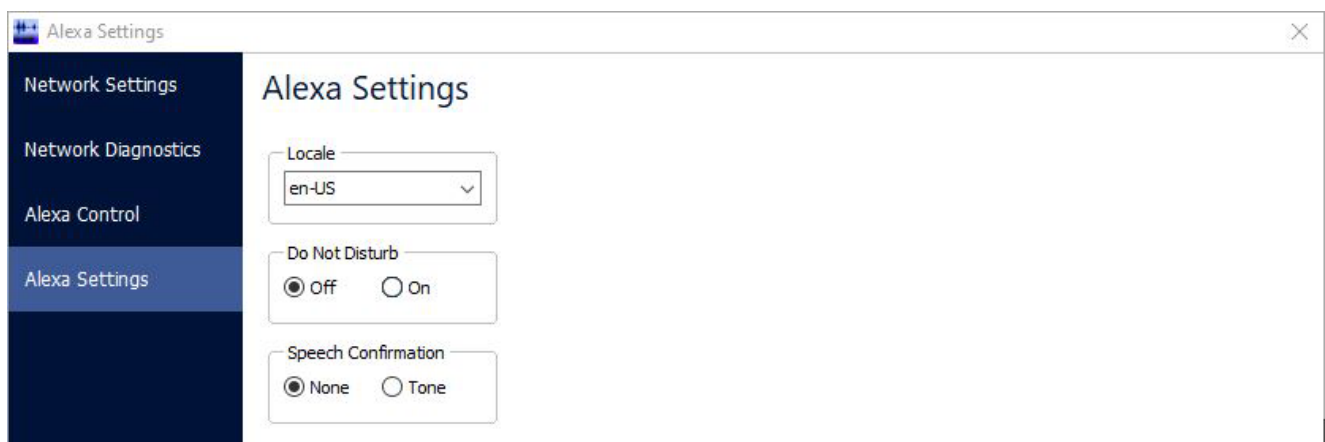 Alexa Settings
Network Settings
Network Diagnostics
Alexa Control
Alexa Settings
Alexa Settings
Locale
en-US
Do Not Disturb
Off On
Speech Confirmation
None Tone